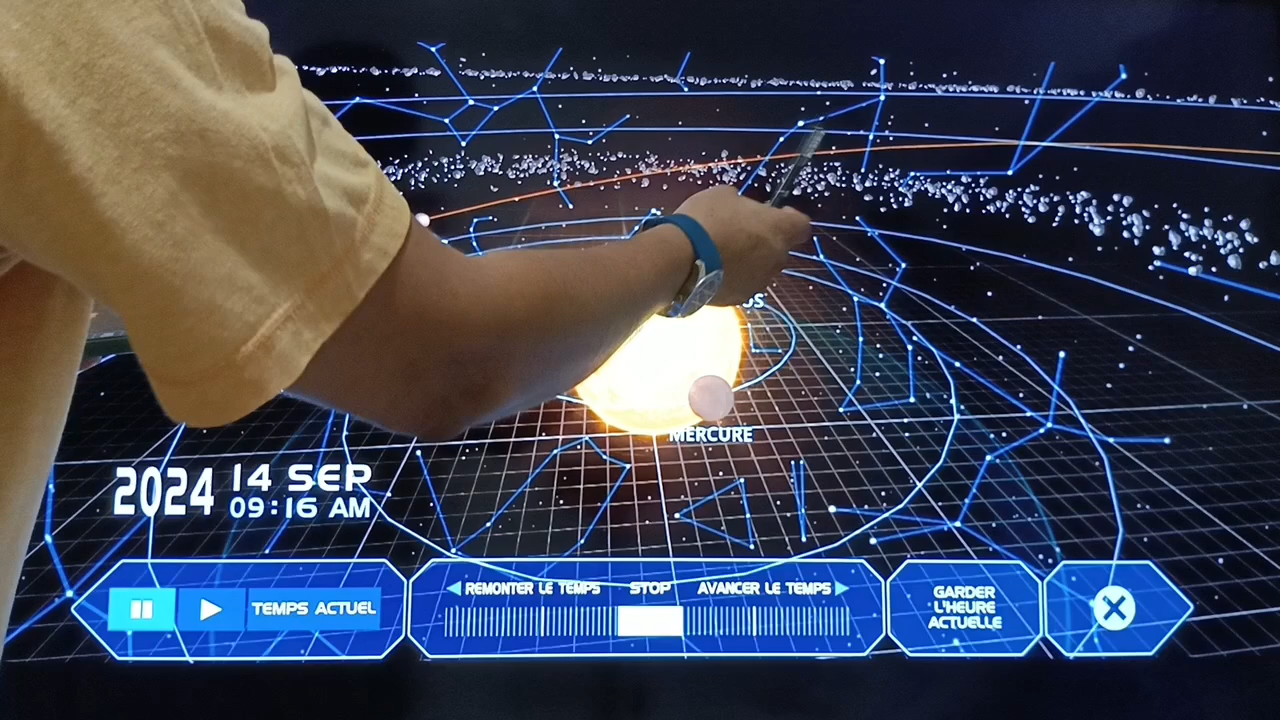 MERCURE
2024 14 SEP
09:16 AM
TEMPS ACTUEL
REMONTER LE TEMPS
STOP
AVANCER LE TEMPS
GARDER
L'HEURE
ACTUELLE